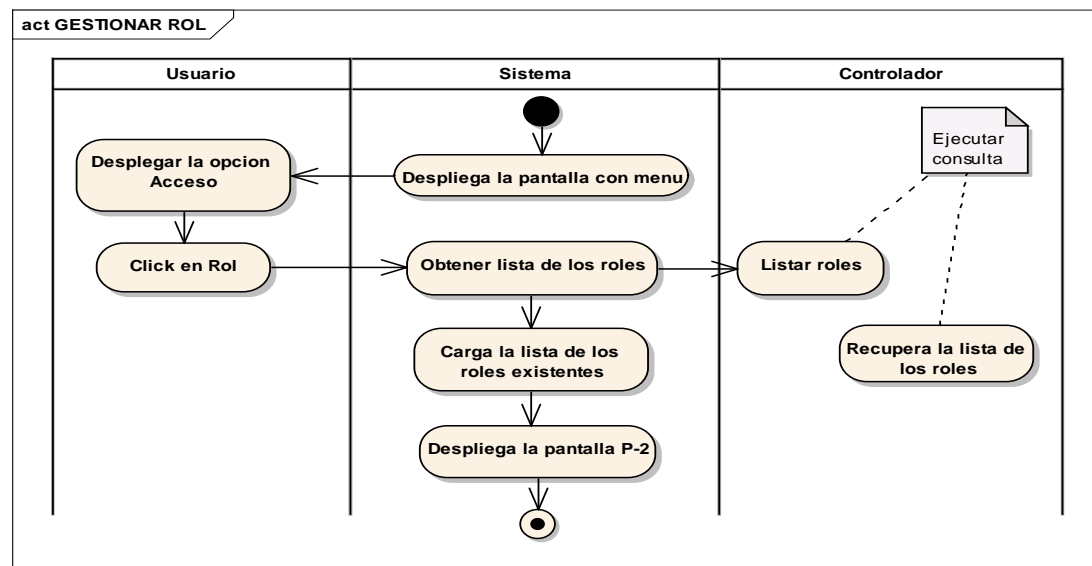 act GESTIONAR ROL
Usuario
Sistema
Controlador
Ejecutar
consulta
Desplegar la opcion
Acceso
Despliega la pantalla con menu
Click en Rol
Obtener lista de los roles
Listar roles
Carga la lista de los
roles existentes
Recupera la lista de
los roles
Despliega la pantalla P-2